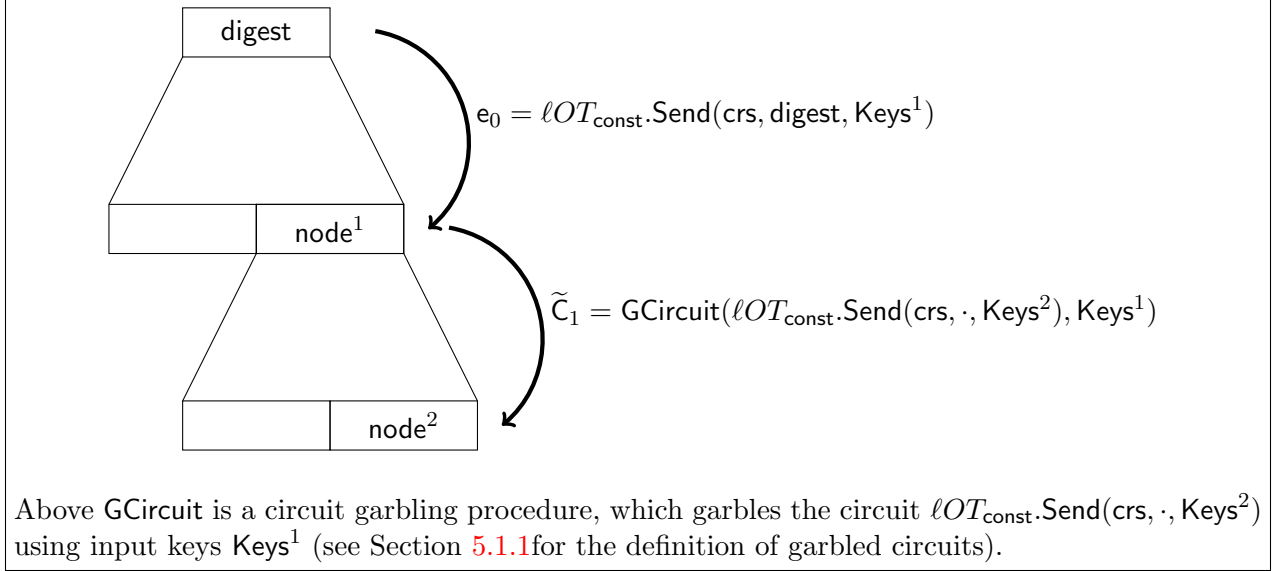 digest
e₀ = ℓOT_const.Send(crs, digest, Keys¹)
node¹
C̃₁ = GCircuit(ℓOT_const.Send(crs, ·, Keys²), Keys¹)
node²
Above GCircuit is a circuit garbling procedure, which garbles the circuit ℓOT_const.Send(crs, ·, Keys²)
using input keys Keys¹ (see Section 5.1.1for the definition of garbled circuits).